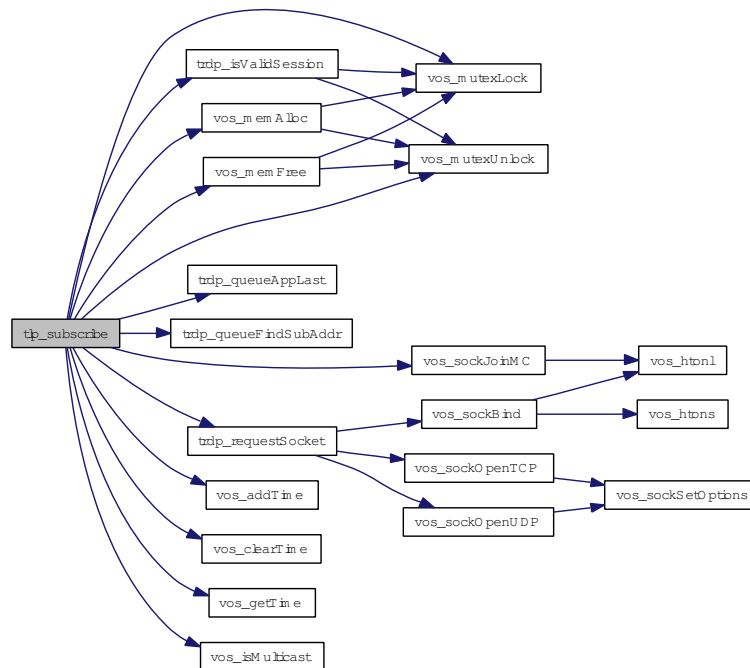 trdp_isValidSession
vos_mutexLock
vos_memAlloc
vos_mutexUnlock
vos_memFree
trdp_queueAppLast
tlp_subscribe
trdp_queueFindSubAddr
vos_sockJoinMC
vos_htonl
vos_sockBind
vos_htons
trdp_requestSocket
vos_sockOpenTCP
vos_addTime
vos_sockSetOptions
vos_sockOpenUDP
vos_clearTime
vos_getTime
vos_isMulticast